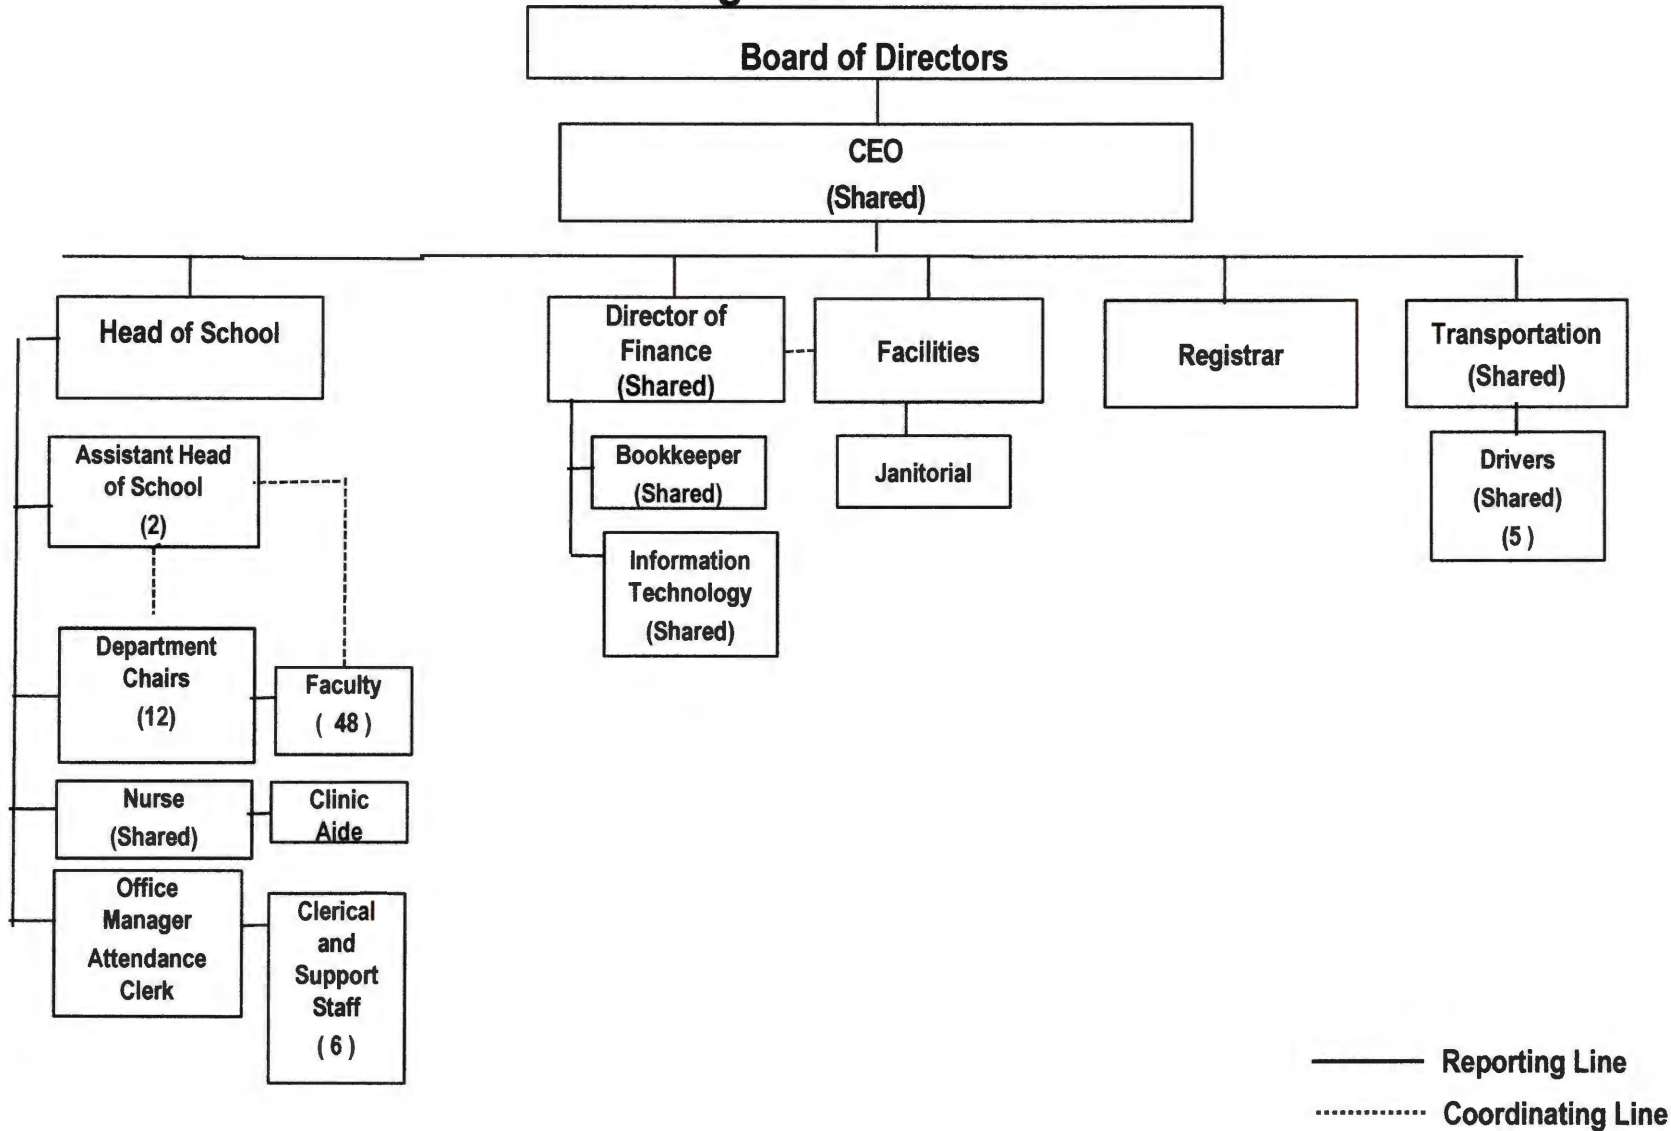 Board of Directors
CEO
(Shared)
Head of School
Director of
Finance
(Shared)
Facilities
Registrar
Transportation
(Shared)
Assistant Head
of School
(2)
Bookkeeper
(Shared)
Janitorial
Drivers
(Shared)
(5 )
Information
Technology
(Shared)
Department
Chairs
(12)
Faculty
( 48 )
Nurse
(Shared)
Clinic
Aide
Office
Manager
Attendance
Clerk
Clerical
and
Support
Staff
( 6 )
Reporting Line
Coordinating Line